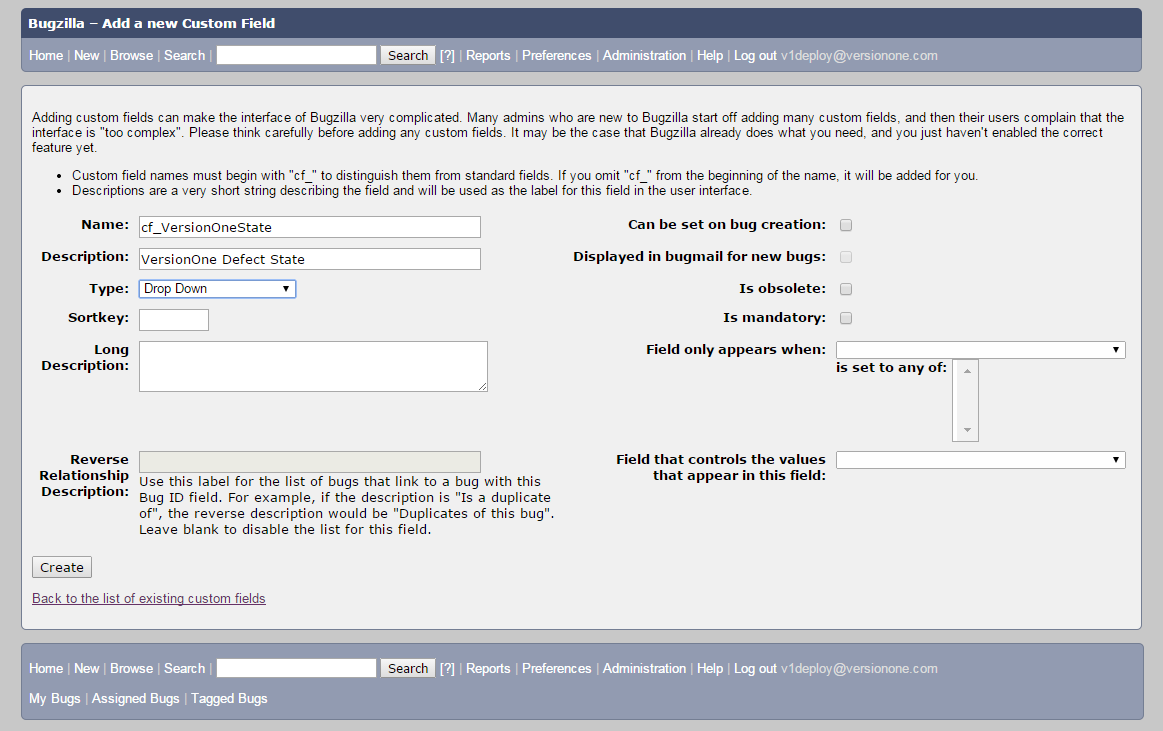 Bugzilla – Add a new Custom Field
Home | New | Browse | Search | Search [?] | Reports | Preferences | Administration | Help | Log out v1deploy@versionone.com
Adding custom fields can make the interface of Bugzilla very complicated. Many admins who are new to Bugzilla start off adding many custom fields, and then their users complain that the
interface is "too complex". Please think carefully before adding any custom fields. It may be the case that Bugzilla already does what you need, and you just haven't enabled the correct
feature yet.
• Custom field names must begin with "cf_" to distinguish them from standard fields. If you omit "cf_" from the beginning of the name, it will be added for you.
• Descriptions are a very short string describing the field and will be used as the label for this field in the user interface.
Name: cf_VersionOneState
Can be set on bug creation:
Description: VersionOne Defect State
Displayed in bugmail for new bugs:
Type: Drop Down
Is obsolete:
Sortkey:
Is mandatory:
Long
Description:
Field only appears when:
is set to any of:
Reverse
Relationship
Description:
Use this label for the list of bugs that link to a bug with this
Bug ID field. For example, if the description is "Is a duplicate
of", the reverse description would be "Duplicates of this bug".
Leave blank to disable the list for this field.
Field that controls the values
that appear in this field:
Create
Back to the list of existing custom fields
Home | New | Browse | Search | Search [?] | Reports | Preferences | Administration | Help | Log out v1deploy@versionone.com
My Bugs | Assigned Bugs | Tagged Bugs